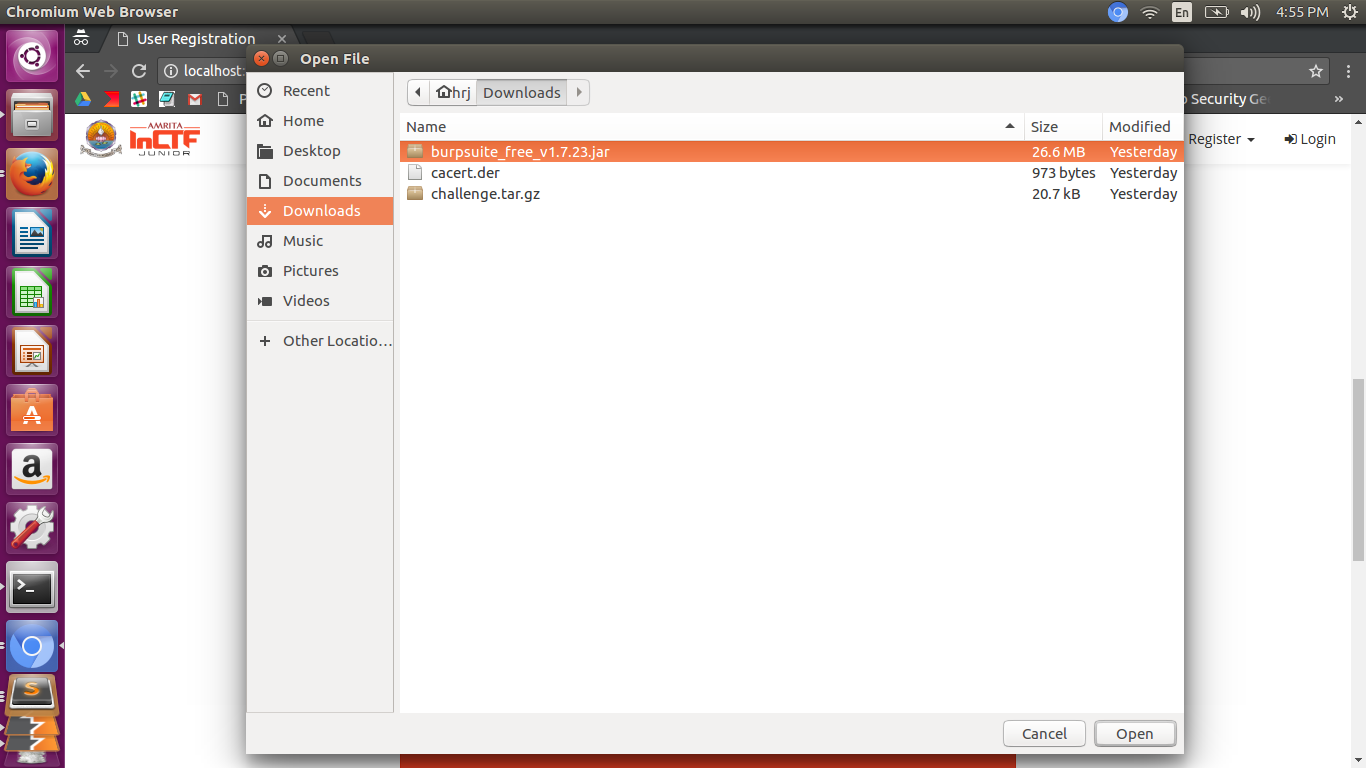 Chromium Web Browser
En
4:55 PM
User Registration
localhost:
Security Ge
»
AMRITA
InCTF
JUNIOR
Register
Login
Open File
Recent
Home
Desktop
Documents
Downloads
Music
Pictures
Videos
+ Other Locatio...
hrj
Downloads
Name Size Modified
burpsuite_free_v1.7.23.jar 26.6 MB Yesterday
cacert.der 973 bytes Yesterday
challenge.tar.gz 20.7 kB Yesterday
Cancel
Open